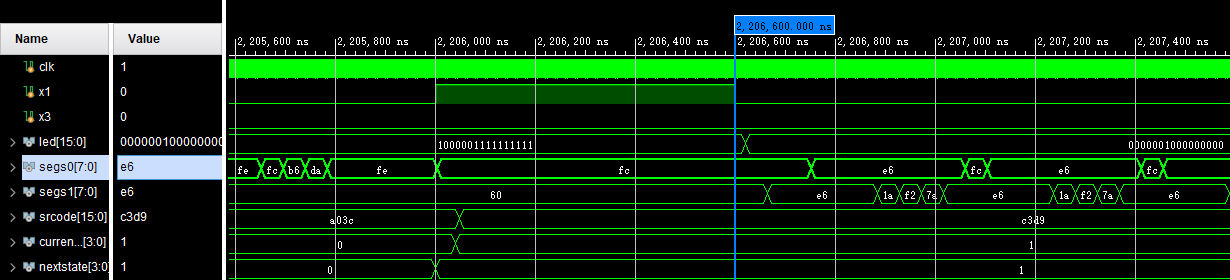 2,206,600.000 ns
Name Value
2,205,600 ns 2,205,800 ns 2,206,000 ns 2,206,200 ns 2,206,400 ns 2,206,600 ns 2,206,800 ns 2,207,000 ns 2,207,200 ns 2,207,400 ns
clk 1
x1 0
x3 0
led[15:0] 0000001000000000 1000001111111111 0000001000000000
segs0[7:0] e6 fe fc b6 da fe fc e6 fc e6 fc
segs1[7:0] e6 60 e6 1a f2 7a e6 1a f2 7a e6
srcode[15:0] c3d9 a03c c3d9
curren...[3:0] 1 0 1
nextstate[3:0] 1 0 1